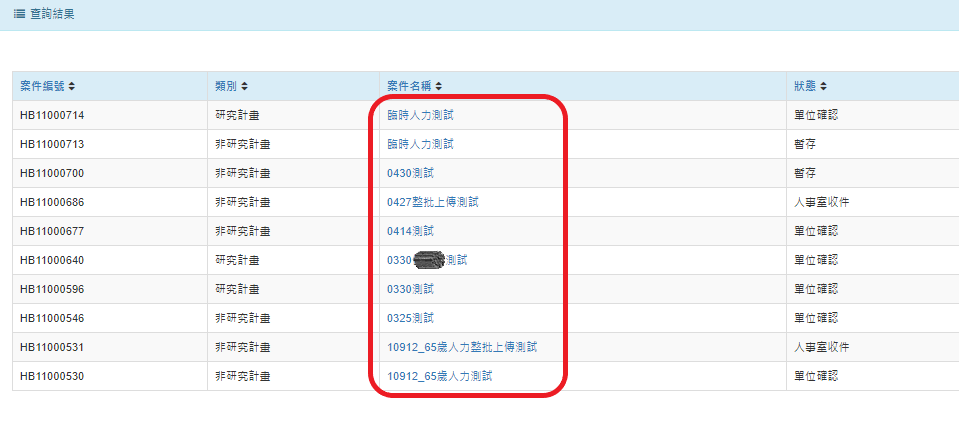 查詢結果
案件編號 類別 案件名稱 狀態
HB11000714 研究計畫 臨時人力測試 單位確認
HB11000713 非研究計畫 臨時人力測試 暫存
HB11000700 非研究計畫 0430測試 暫存
HB11000686 非研究計畫 0427整批上傳測試 人事室收件
HB11000677 非研究計畫 0414測試 單位確認
HB11000640 研究計畫 0330 測試 單位確認
HB11000596 研究計畫 0330測試 單位確認
HB11000546 非研究計畫 0325測試 單位確認
HB11000531 非研究計畫 10912_65歲人力整批上傳測試 人事室收件
HB11000530 非研究計畫 10912_65歲人力測試 單位確認